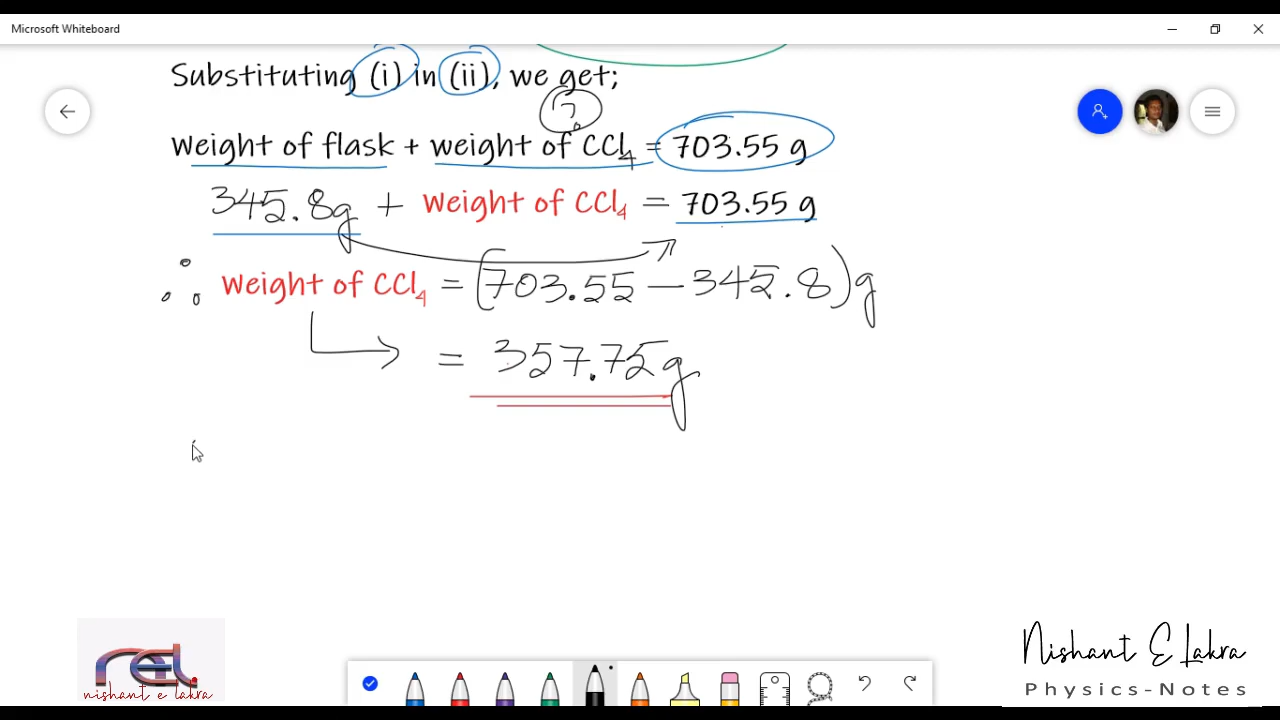 Microsoft Whiteboard
Substituting (i) in (ii), we get;
?
weight of flask + weight of CCl4 = 703.55 g
345.8g + weight of CCl4 = 703.55 g
∴ weight of CCl4 = (703.55 – 345.8) g
= 357.75g
nel
nishant e lakra
Nishant E Lakra
Physics-Notes